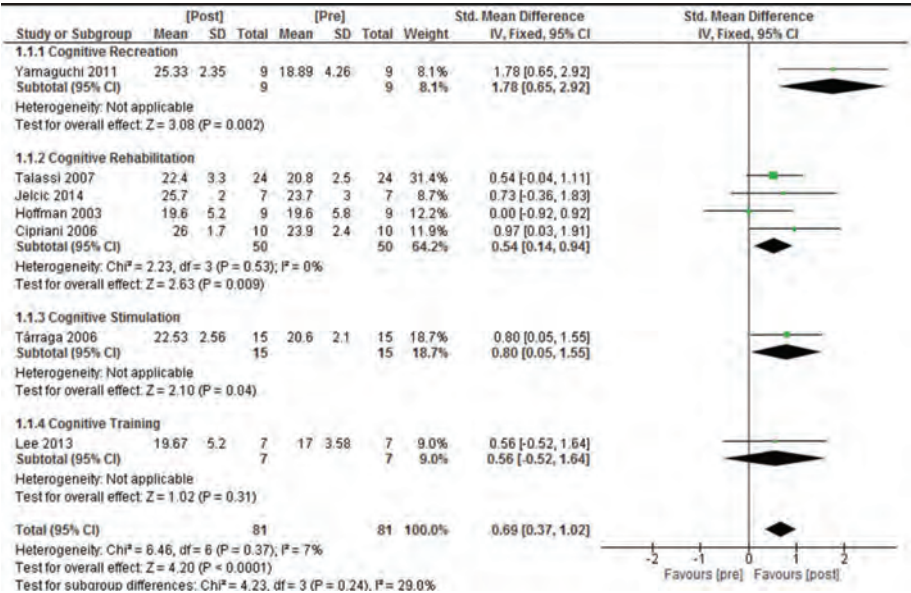 [Post] [Pre] Std. Mean Difference Std. Mean Difference
Study or Subgroup Mean SD Total Mean SD Total Weight IV, Fixed, 95% CI IV, Fixed, 95% CI
1.1.1 Cognitive Recreation
Yamaguchi 2011 25.33 2.35 9 18.89 4.26 9 8.1% 1.78 [0.65, 2.92]
Subtotal (95% CI) 9 9 8.1% 1.78 [0.65, 2.92]
Heterogeneity: Not applicable
Test for overall effect: Z = 3.08 (P = 0.002)
1.1.2 Cognitive Rehabilitation
Talassi 2007 22.4 3.3 24 20.8 2.5 24 31.4% 0.54 [-0.04, 1.11]
Jelcic 2014 25.7 2 7 23.7 3 7 8.7% 0.73 [-0.36, 1.83]
Hoffman 2003 19.6 5.2 9 19.6 5.8 9 12.2% 0.00 [-0.92, 0.92]
Cipriani 2006 26 1.7 10 23.9 2.4 10 11.9% 0.97 [0.03, 1.91]
Subtotal (95% CI) 50 50 64.2% 0.54 [0.14, 0.94]
Heterogeneity: Chi² = 2.23, df = 3 (P = 0.53); I² = 0%
Test for overall effect: Z = 2.63 (P = 0.009)
1.1.3 Cognitive Stimulation
Tárraga 2006 22.53 2.56 15 20.6 2.1 15 18.7% 0.80 [0.05, 1.55]
Subtotal (95% CI) 15 15 18.7% 0.80 [0.05, 1.55]
Heterogeneity: Not applicable
Test for overall effect: Z = 2.10 (P = 0.04)
1.1.4 Cognitive Training
Lee 2013 19.67 5.2 7 17 3.58 7 9.0% 0.56 [-0.52, 1.64]
Subtotal (95% CI) 7 7 9.0% 0.56 [-0.52, 1.64]
Heterogeneity: Not applicable
Test for overall effect: Z = 1.02 (P = 0.31)
Total (95% CI) 81 81 100.0% 0.69 [0.37, 1.02]
Heterogeneity: Chi² = 6.46, df = 6 (P = 0.37); I² = 7%
Test for overall effect: Z = 4.20 (P < 0.0001)
Test for subgroup differences: Chi² = 4.23, df = 3 (P = 0.24), I² = 29.0%
-2 -1 0 1 2
Favours [pre] Favours [post]